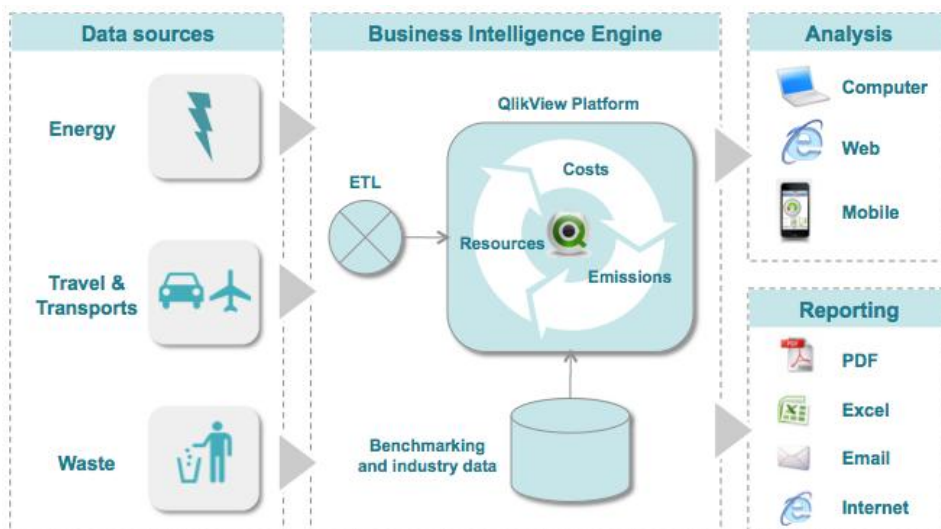 Data sources
Energy
Travel &
Transports
Waste
Business Intelligence Engine
QlikView Platform
ETL
Costs
Resources
Emissions
Benchmarking
and industry data
Analysis
Computer
Web
Mobile
Reporting
PDF
PDF
Excel
Email
Internet